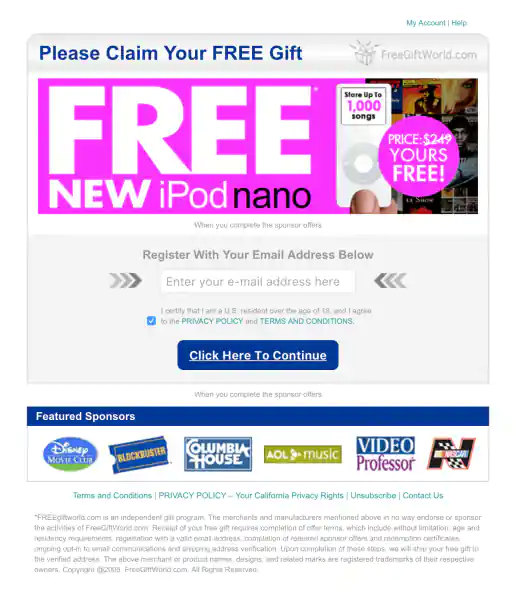 My Account | Help
Please Claim Your FREE Gift
FreeGiftWorld.com
FREE
NEW iPod nano
Store Up To
1,000
songs
PRICE: $249
YOURS
FREE!
When you complete the sponsor offers
Register With Your Email Address Below
Enter your e-mail address here
I certify that I am a U.S. resident over the age of 18, and I agree
to the PRIVACY POLICY and TERMS AND CONDITIONS.
Click Here To Continue
When you complete the sponsor offers
Featured Sponsors
Disney
MOVIE CLUB
BLOCKBUSTER
COLUMBIA
HOUSE
AOL music
VIDEO
Professor
NASCAR
Terms and Conditions | PRIVACY POLICY – Your California Privacy Rights | Unsubscribe | Contact Us
*FREEgiftworld.com is an independent gift program. The merchants and manufacturers mentioned above in no way endorse or sponsor
the activities of FreeGiftWorld.com. Receipt of your free gift requires completion of offer terms, which include without limitation: age and
residency requirements, registration with a valid email address, completion of required sponsor offers and redemption certificates,
ongoing opt-in to email communications and shipping address verification. Upon completion of these steps, we will ship your free gift to
the verified address. The above merchant or product names, designs, and related marks are registered trademarks of their respective
owners. Copyright @2009. FreeGiftWorld.com. All Rights Reserved.